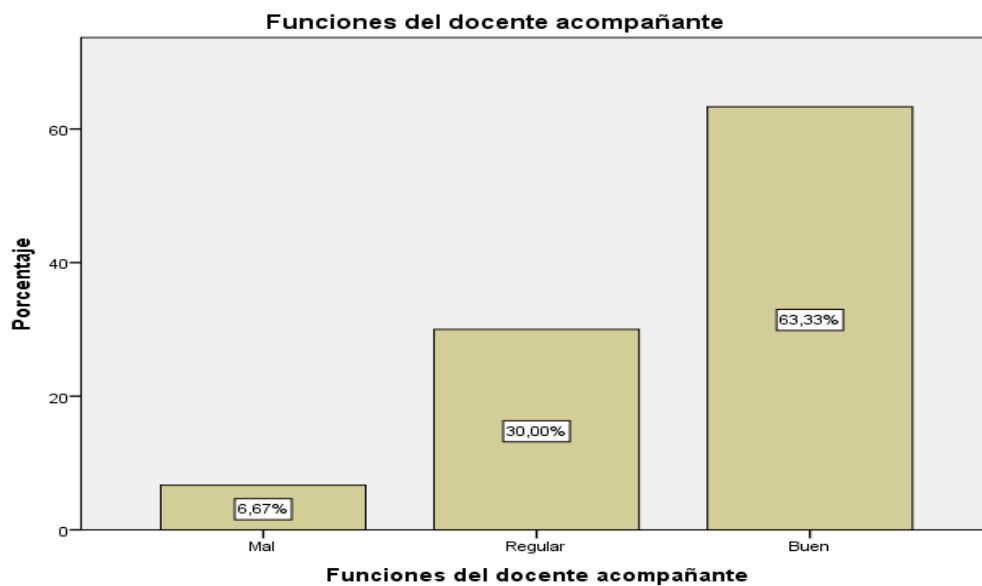 Funciones del docente acompañante
Porcentaje
60
40
20
0
6,67%
30,00%
63,33%
Mal
Regular
Buen
Funciones del docente acompañante